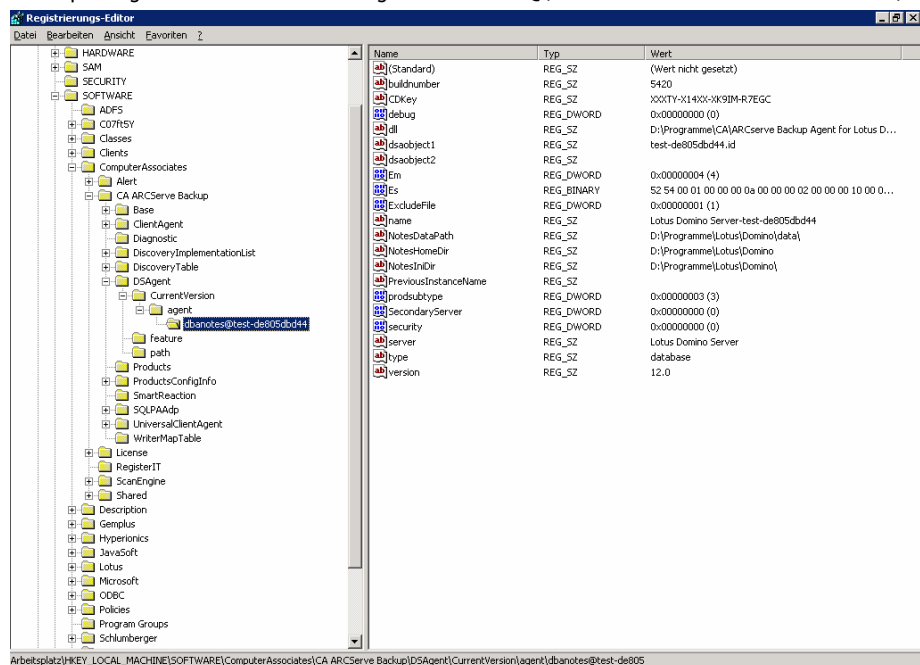 Registrierungs-Editor
Datei Bearbeiten Ansicht Favoriten ?
HARDWARE
SAM
SECURITY
SOFTWARE
ADFS
C07ft5Y
Classes
Clients
ComputerAssociates
Alert
CA ARCServe Backup
Base
ClientAgent
Diagnostic
DiscoveryImplementationList
DiscoveryTable
DSAgent
CurrentVersion
agent
dbanotes@test-de805dbd44
feature
path
Products
ProductsConfigInfo
SmartReaction
SQLPAAdp
UniversalClientAgent
WriterMapTable
License
RegisterIT
ScanEngine
Shared
Description
Gemplus
Hyperionics
JavaSoft
Lotus
Microsoft
ODBC
Policies
Program Groups
Schlumberger
Name Typ Wert
(Standard) REG_SZ (Wert nicht gesetzt)
buildnumber REG_SZ 5420
CDKey REG_SZ XXXTY-X14XX-XK9IM-R7EGC
debug REG_DWORD 0x00000000 (0)
dll REG_SZ D:\Programme\CA\ARCserve Backup Agent for Lotus D...
dsaobject1 REG_SZ test-de805dbd44.id
dsaobject2 REG_SZ
Em REG_DWORD 0x00000004 (4)
Es REG_BINARY 52 54 00 01 00 00 00 0a 00 00 00 02 00 00 00 10 00 0...
ExcludeFile REG_DWORD 0x00000001 (1)
name REG_SZ Lotus Domino Server-test-de805dbd44
NotesDataPath REG_SZ D:\Programme\Lotus\Domino\data\
NotesHomeDir REG_SZ D:\Programme\Lotus\Domino
NotesIniDir REG_SZ D:\Programme\Lotus\Domino\
PreviousInstanceName REG_SZ
prodsubtype REG_DWORD 0x00000003 (3)
SecondaryServer REG_DWORD 0x00000000 (0)
security REG_DWORD 0x00000000 (0)
server REG_SZ Lotus Domino Server
type REG_SZ database
version REG_SZ 12.0
Arbeitsplatz\HKEY_LOCAL_MACHINE\SOFTWARE\ComputerAssociates\CA ARCServe Backup\DSAgent\CurrentVersion\agent\dbanotes@test-de805